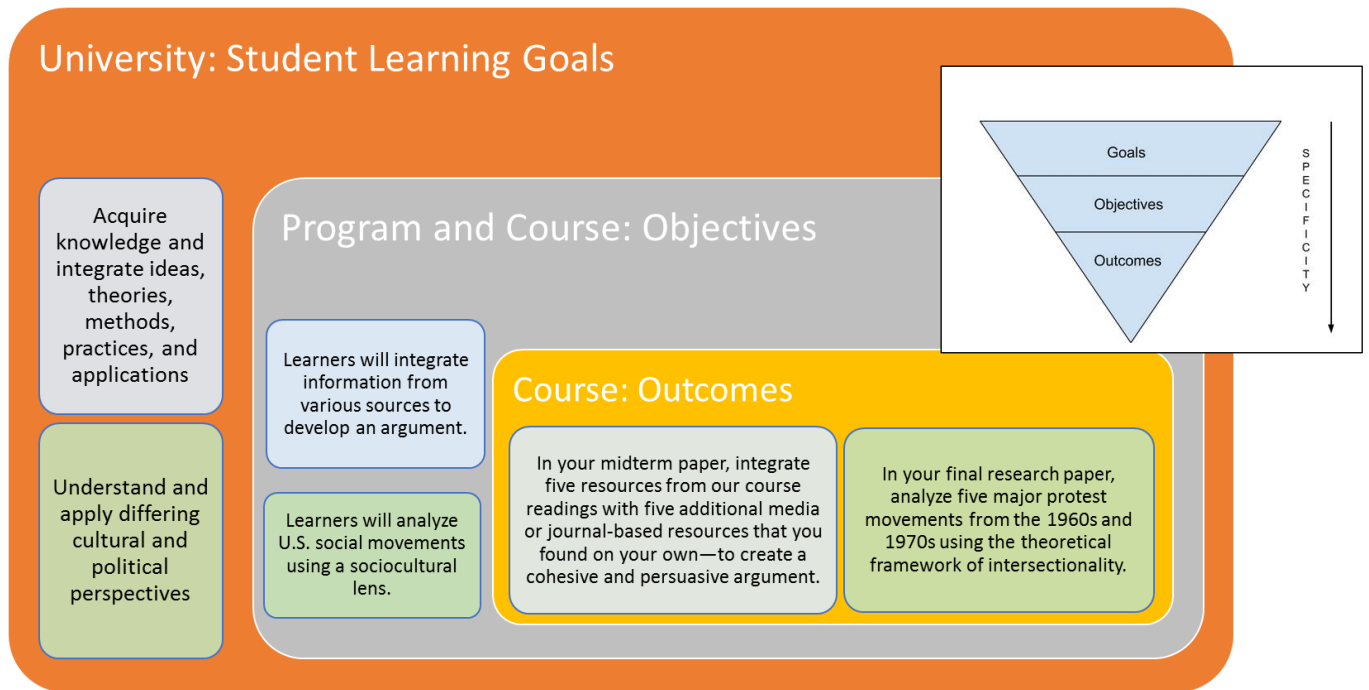 University: Student Learning Goals
Acquire
knowledge and
integrate ideas,
theories,
methods,
practices, and
applications
Understand and
apply differing
cultural and
political
perspectives
Program and Course: Objectives
Learners will integrate
information from
various sources to
develop an argument.
Learners will analyze
U.S. social movements
using a sociocultural
lens.
Course: Outcomes
In your midterm paper, integrate
five resources from our course
readings with five additional media
or journal-based resources that you
found on your own—to create a
cohesive and persuasive argument.
In your final research paper,
analyze five major protest
movements from the 1960s and
1970s using the theoretical
framework of intersectionality.
Goals
Objectives
Outcomes
SPECIFICITY